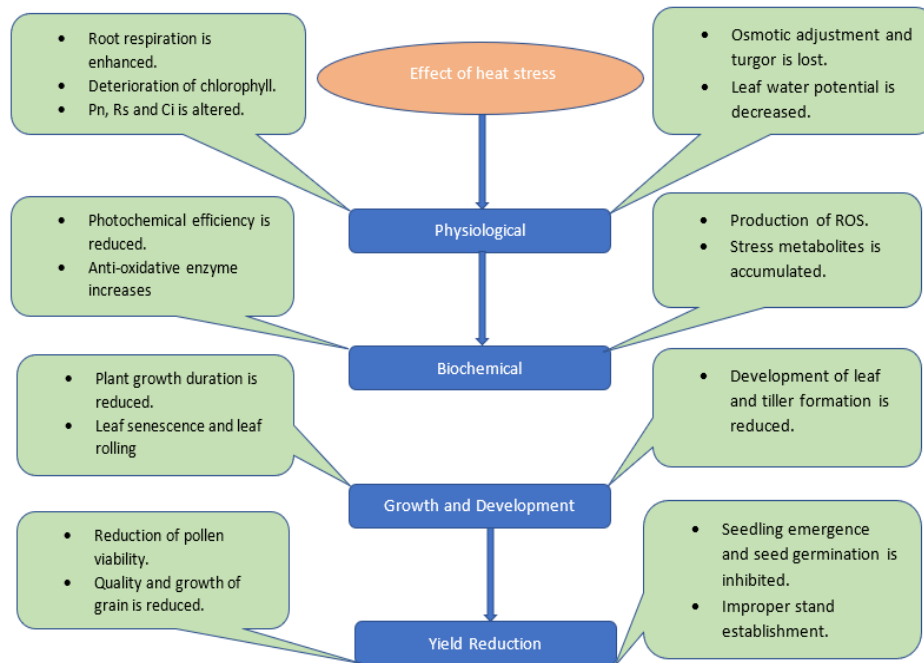 Effect of heat stress
• Root respiration is
enhanced.
• Deterioration of chlorophyll.
• Pn, Rs and Ci is altered.
• Osmotic adjustment and
turgor is lost.
• Leaf water potential is
decreased.
Physiological
• Photochemical efficiency is
reduced.
• Anti-oxidative enzyme
increases
• Production of ROS.
• Stress metabolites is
accumulated.
Biochemical
• Plant growth duration is
reduced.
• Leaf senescence and leaf
rolling
• Development of leaf
and tiller formation is
reduced.
Growth and Development
• Reduction of pollen
viability.
• Quality and growth of
grain is reduced.
• Seedling emergence
and seed germination is
inhibited.
• Improper stand
establishment.
Yield Reduction